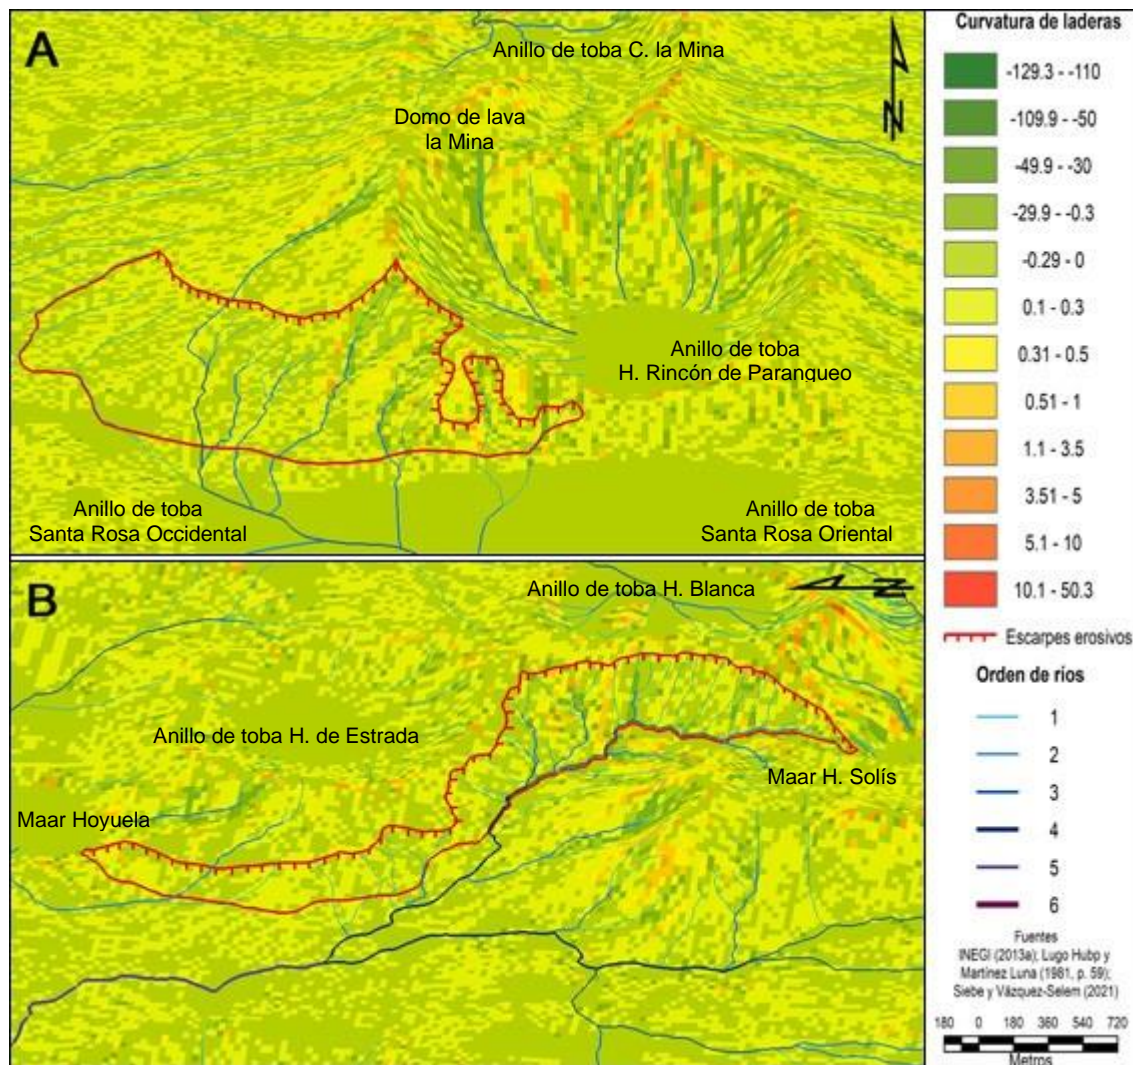 A
Anillo de toba C. la Mina
N
Domo de lava
la Mina
Anillo de toba
H. Rincón de Parangueo
Anillo de toba
Santa Rosa Occidental
Anillo de toba
Santa Rosa Oriental
B
Anillo de toba H. Blanca
N
Anillo de toba H. de Estrada
Maar H. Solís
Maar Hoyuela
Curvatura de laderas
-129.3 - -110
-109.9 - -50
-49.9 - -30
-29.9 - -0.3
-0.29 - 0
0.1 - 0.3
0.31 - 0.5
0.51 - 1
1.1 - 3.5
3.51 - 5
5.1 - 10
10.1 - 50.3
Escarpes erosivos
Orden de ríos
1
2
3
4
5
6
Fuentes
INEGI (2013a); Lugo Hubp y
Martínez Luna (1981, p. 59);
Siebe y Vázquez-Selem (2021)
180 0 180 360 540 720
Metros